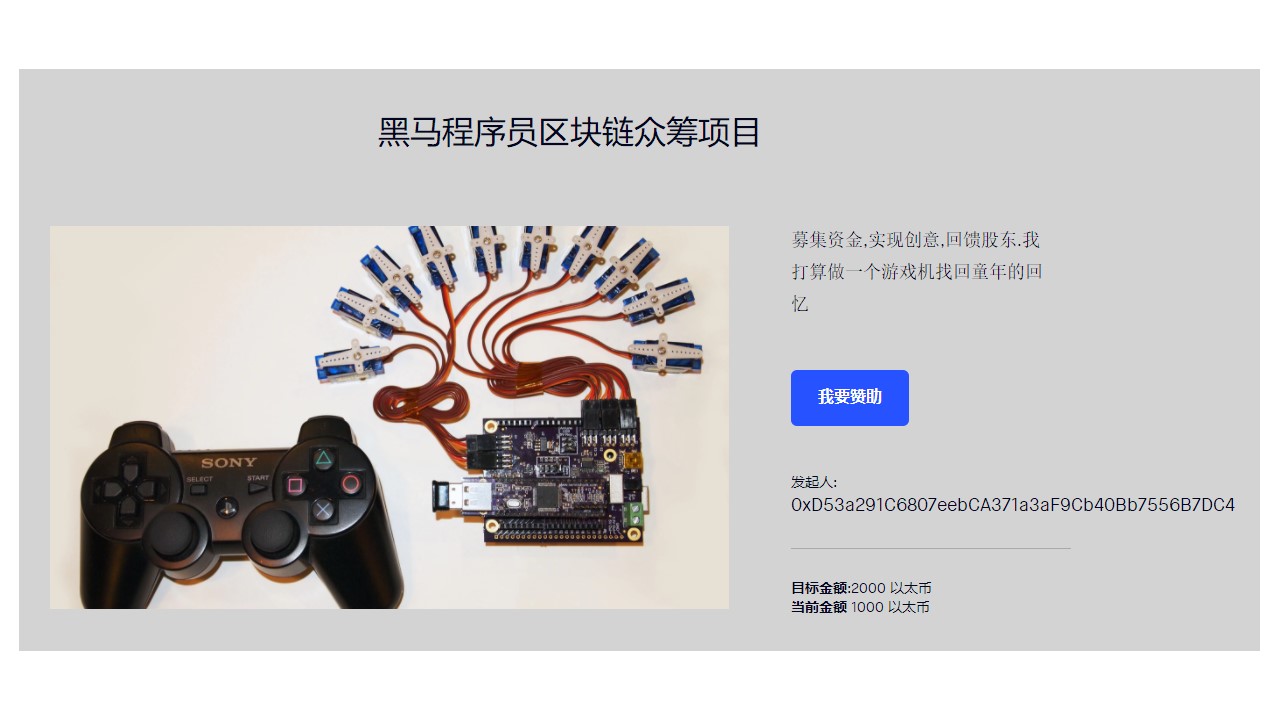 黑马程序员区块链众筹项目
募集资金,实现创意,回馈股东.我
打算做一个游戏机找回童年的回
忆
我要赞助
SONY
SELECT
START
发起人:
0xD53a291C6807eebCA371a3aF9Cb40Bb7556B7DC4
目标金额:2000 以太币
当前金额 1000 以太币